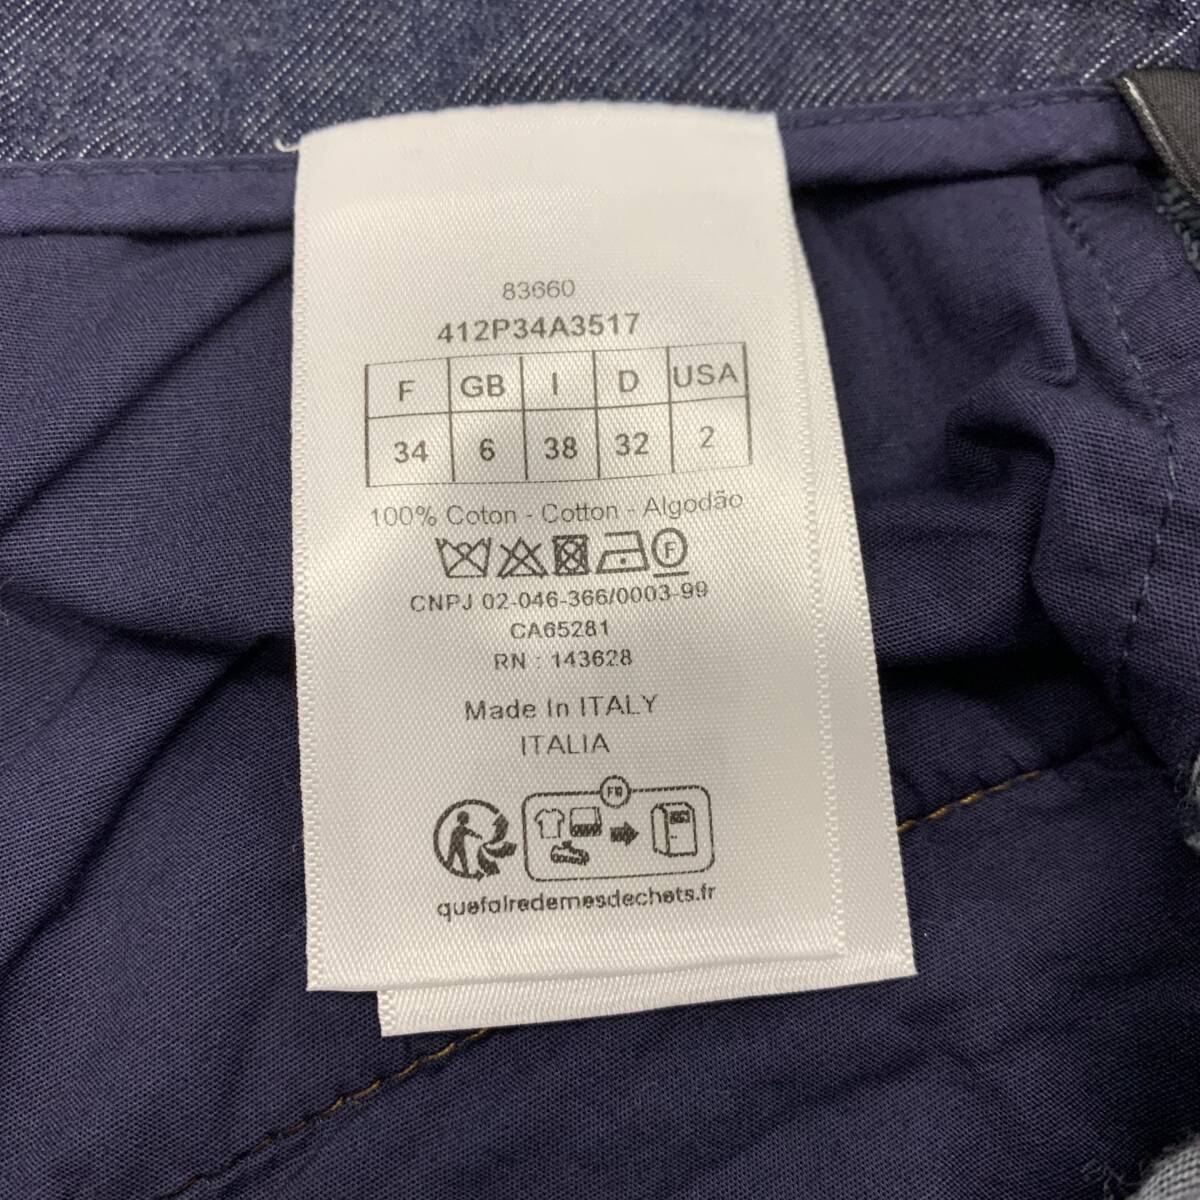 83660
412P34A3517
F GB I D USA
34 6 38 32 2
100% Coton - Cotton - Algodão
F
CNPJ 02-046-366/0003-99
CA65281
RN : 143628
Made In ITALY
ITALIA
FR
quefairedemesdechets.fr